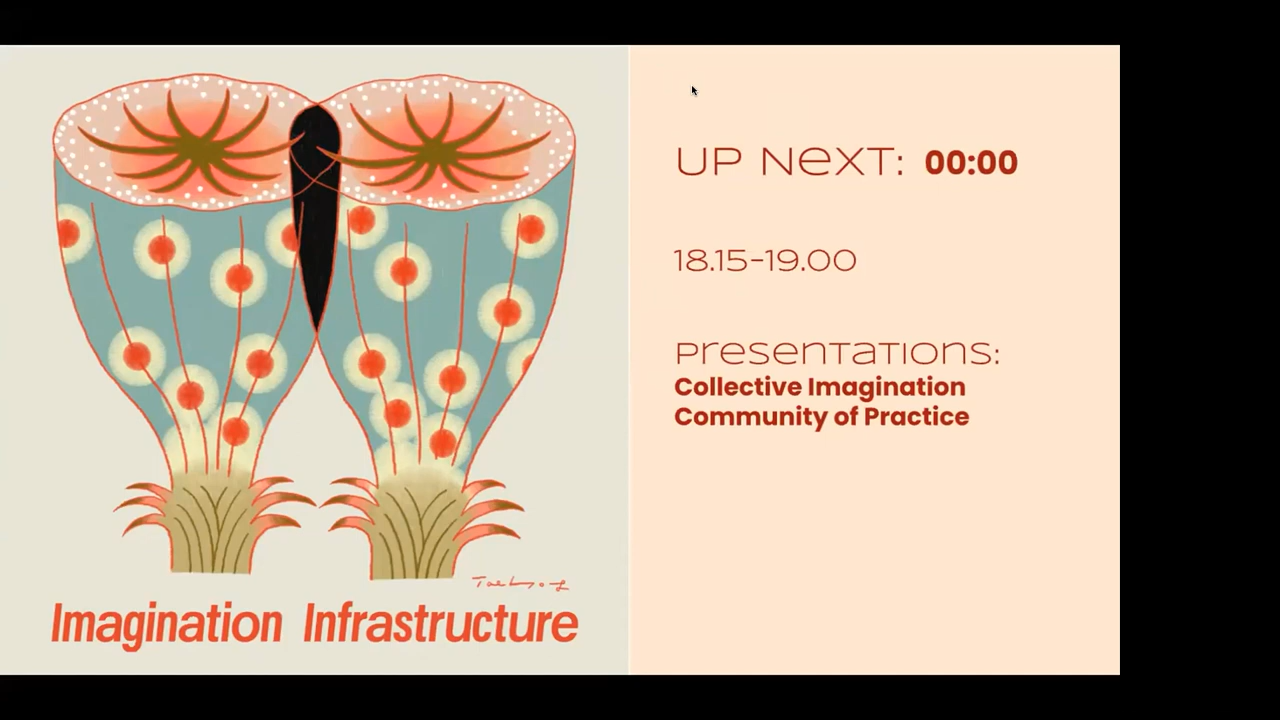 Imagination Infrastructure
UP NEXT: 00:00
18.15-19.00
PRESENTATIONS:
Collective Imagination
Community of Practice